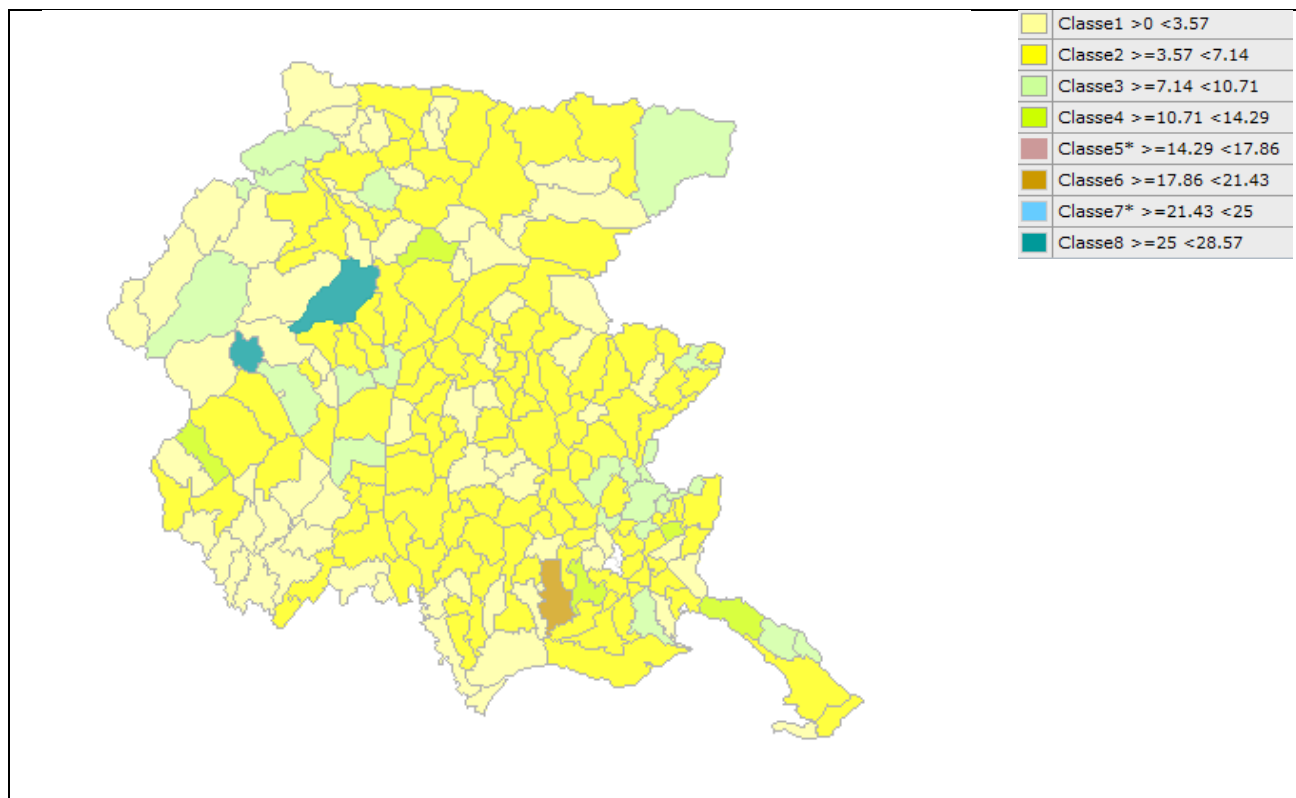 Classe1 >0 <3.57
Classe2 >=3.57 <7.14
Classe3 >=7.14 <10.71
Classe4 >=10.71 <14.29
Classe5* >=14.29 <17.86
Classe6 >=17.86 <21.43
Classe7* >=21.43 <25
Classe8 >=25 <28.57